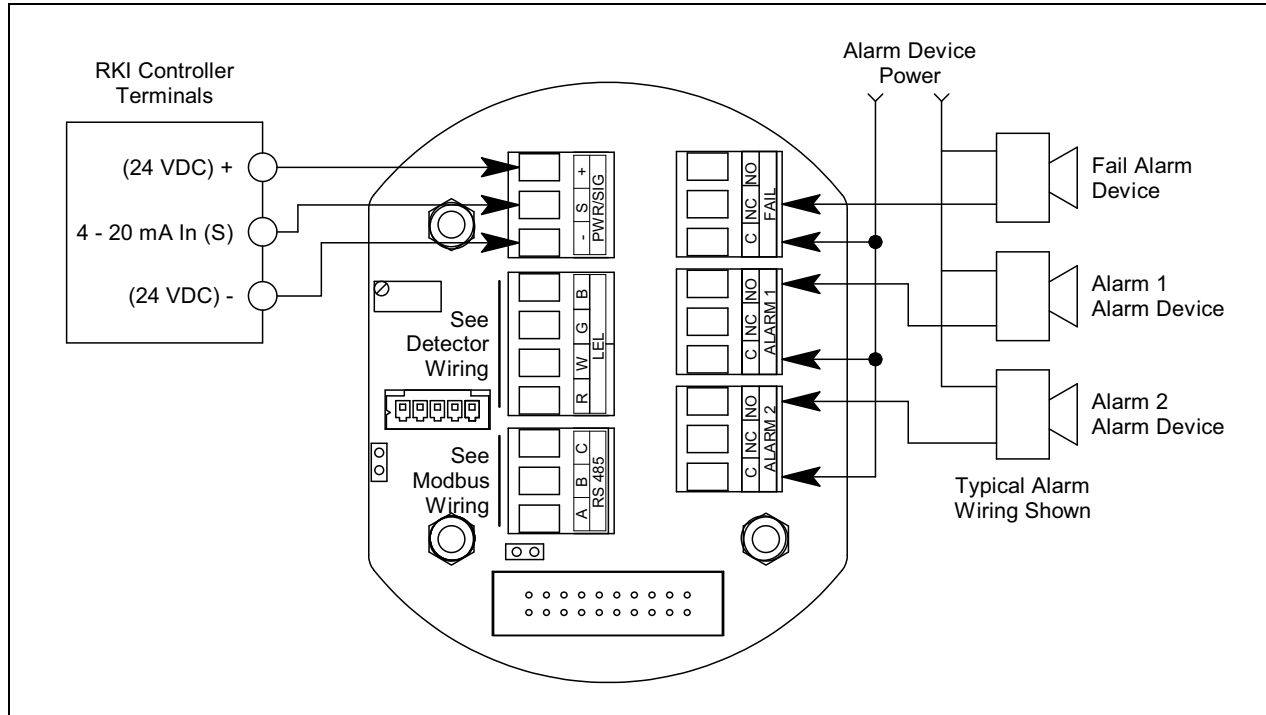 RKI Controller
Terminals
(24 VDC) +
4 - 20 mA In (S)
(24 VDC) -
+
S
-
PWR/SIG
See
Detector
Wiring
B
G
W
R
LEL
See
Modbus
Wiring
C
B
A
RS 485
Alarm Device
Power
NO
NC
C
FAIL
NO
NC
C
ALARM 1
NO
NC
C
ALARM 2
Fail Alarm
Device
Alarm 1
Alarm Device
Alarm 2
Alarm Device
Typical Alarm
Wiring Shown